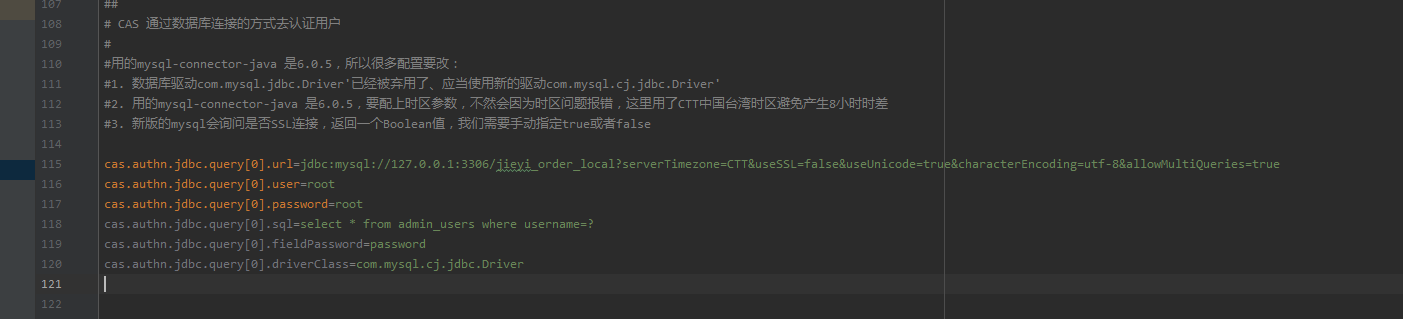 107 ##
108 # CAS 通过数据库连接的方式去认证用户
109 #
110 #用的mysql-connector-java 是6.0.5，所以很多配置要改：
111 #1. 数据库驱动com.mysql.jdbc.Driver'已经被弃用了、应当使用新的驱动com.mysql.cj.jdbc.Driver'
112 #2. 用的mysql-connector-java 是6.0.5，要配上时区参数，不然会因为时区问题报错，这里用了CTT中国台湾时区避免产生8小时时差
113 #3. 新版的mysql会询问是否SSL连接，返回一个Boolean值，我们需要手动指定true或者false
114
115 cas.authn.jdbc.query[0].url=jdbc:mysql://127.0.0.1:3306/jieyi_order_local?serverTimezone=CTT&useSSL=false&useUnicode=true&characterEncoding=utf-8&allowMultiQueries=true
116 cas.authn.jdbc.query[0].user=root
117 cas.authn.jdbc.query[0].password=root
118 cas.authn.jdbc.query[0].sql=select * from admin_users where username=?
119 cas.authn.jdbc.query[0].fieldPassword=password
120 cas.authn.jdbc.query[0].driverClass=com.mysql.cj.jdbc.Driver
121
122